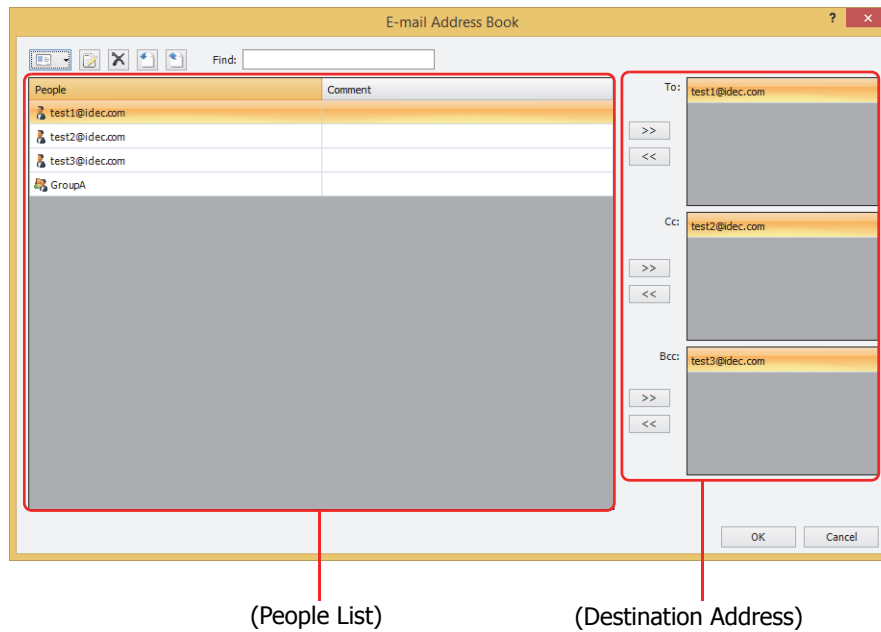 E-mail Address Book
?
×
Find:
People Comment
test1@idec.com
test2@idec.com
test3@idec.com
GroupA
To:
test1@idec.com
>>
<<
Cc:
test2@idec.com
>>
<<
Bcc:
test3@idec.com
>>
<<
OK Cancel
(People List) (Destination Address)